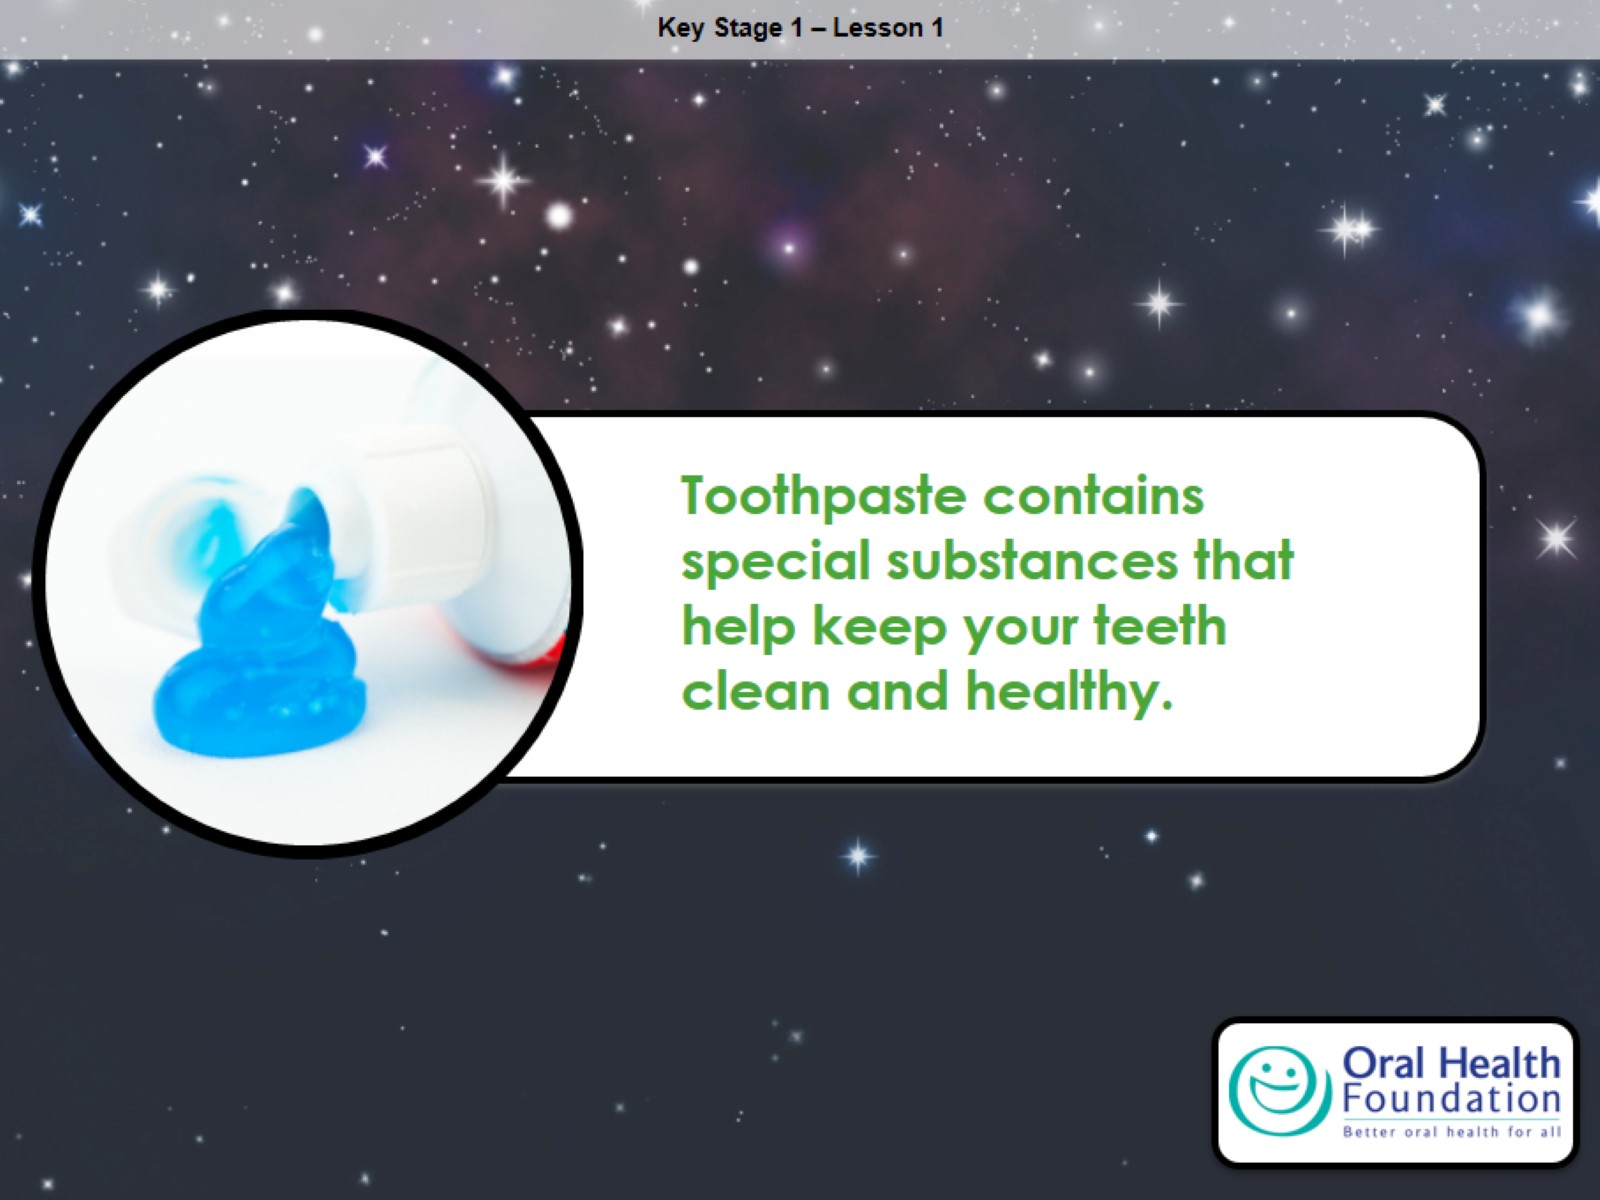 Key Stage 1 – Lesson 1
Toothpaste contains
special substances that
help keep your teeth
clean and healthy.
Oral Health
Foundation
Better oral health for all